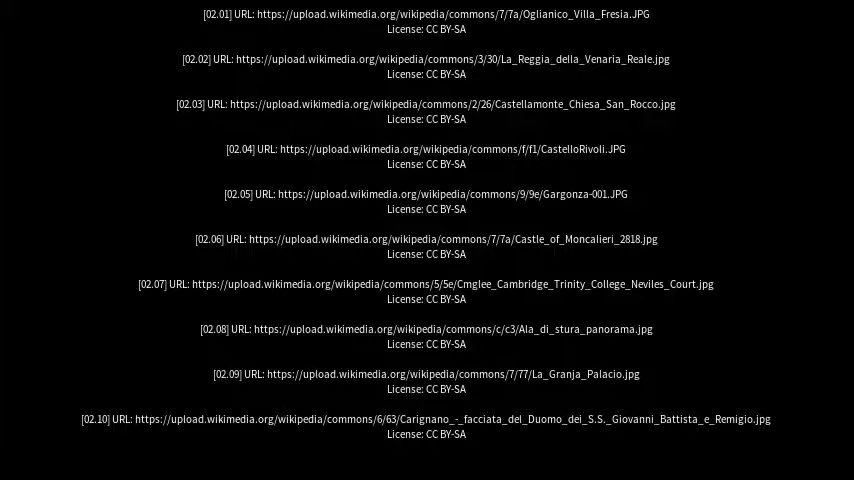 [02.01] URL: https://upload.wikimedia.org/wikipedia/commons/7/7a/Oglianico_Villa_Fresia.JPG
License: CC BY-SA
[02.02] URL: https://upload.wikimedia.org/wikipedia/commons/3/30/La_Reggia_della_Venaria_Reale.jpg
License: CC BY-SA
[02.03] URL: https://upload.wikimedia.org/wikipedia/commons/2/26/Castellamonte_Chiesa_San_Rocco.jpg
License: CC BY-SA
[02.04] URL: https://upload.wikimedia.org/wikipedia/commons/f/f1/CastelloRivoli.JPG
License: CC BY-SA
[02.05] URL: https://upload.wikimedia.org/wikipedia/commons/9/9e/Gargonza-001.JPG
License: CC BY-SA
[02.06] URL: https://upload.wikimedia.org/wikipedia/commons/7/7a/Castle_of_Moncalieri_2818.jpg
License: CC BY-SA
[02.07] URL: https://upload.wikimedia.org/wikipedia/commons/5/5e/Cmglee_Cambridge_Trinity_College_Neviles_Court.jpg
License: CC BY-SA
[02.08] URL: https://upload.wikimedia.org/wikipedia/commons/c/c3/Ala_di_stura_panorama.jpg
License: CC BY-SA
[02.09] URL: https://upload.wikimedia.org/wikipedia/commons/7/77/La_Granja_Palacio.jpg
License: CC BY-SA
[02.10] URL: https://upload.wikimedia.org/wikipedia/commons/6/63/Carignano_-_facciata_del_Duomo_dei_S.S._Giovanni_Battista_e_Remigio.jpg
License: CC BY-SA